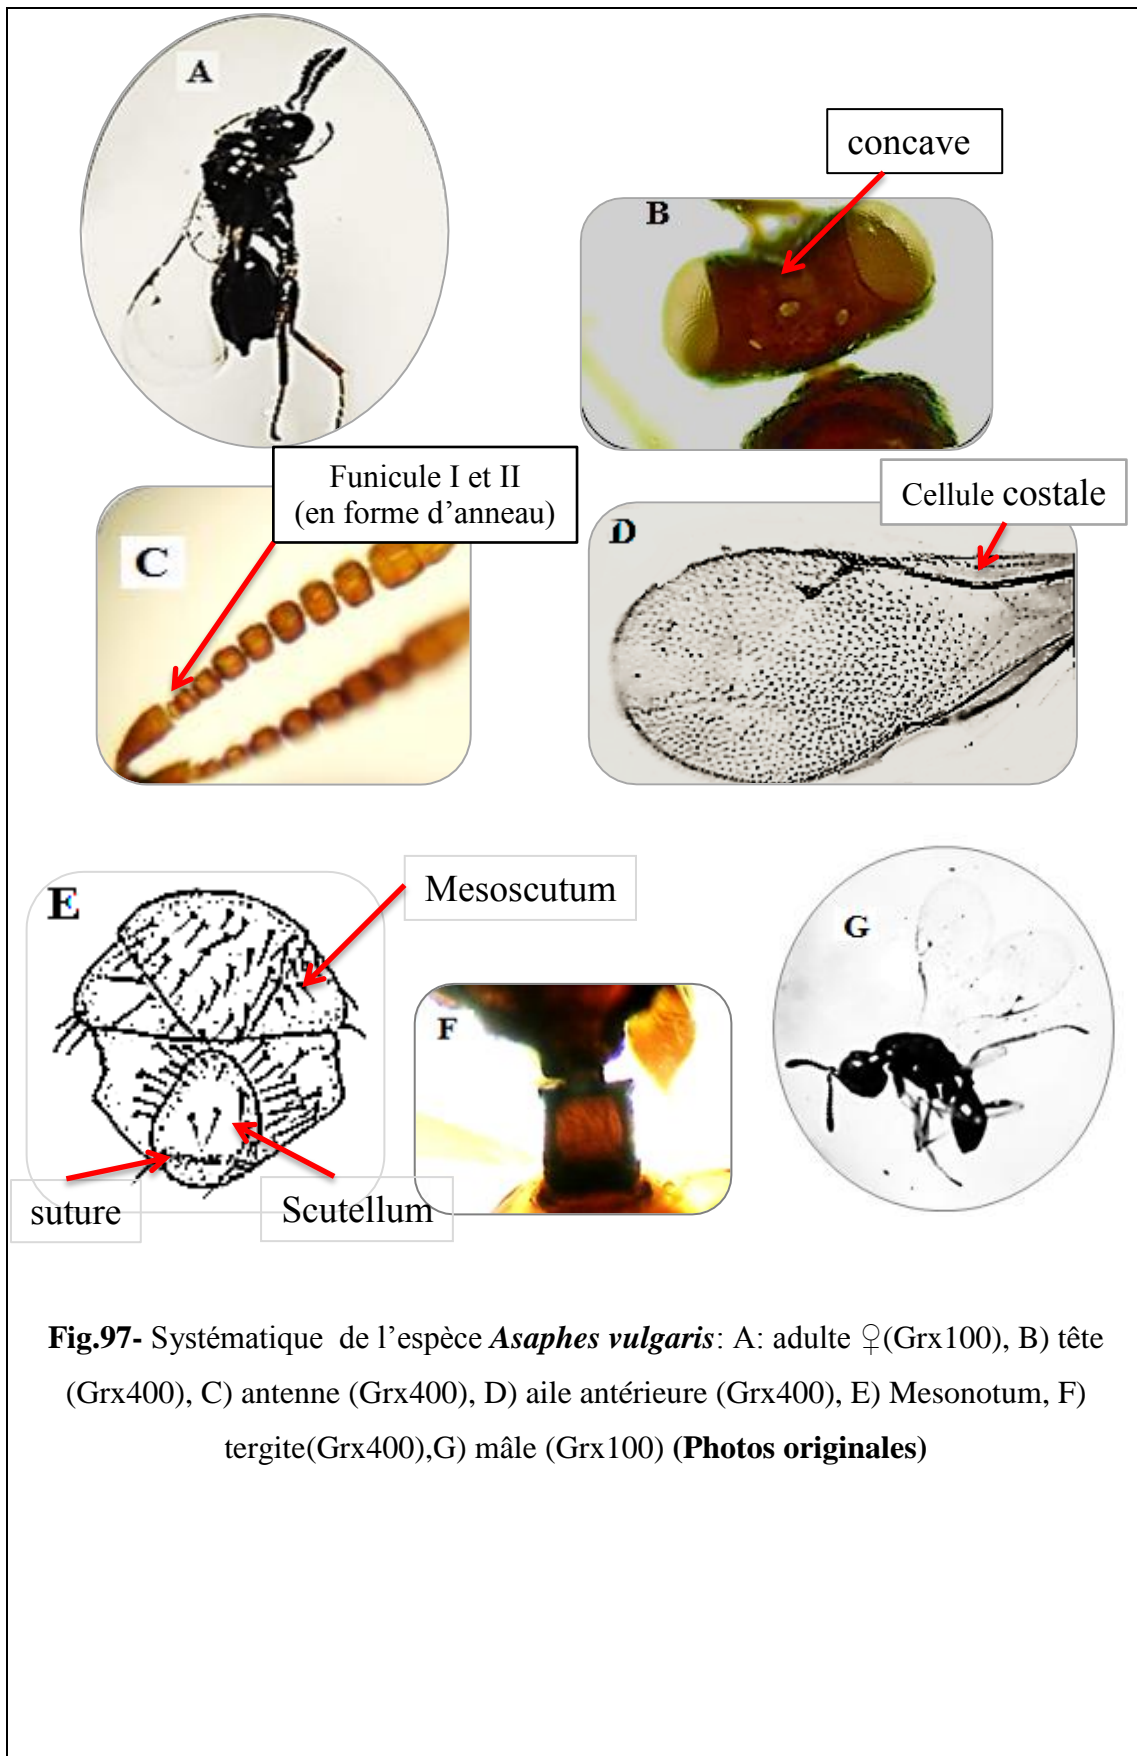 A
concave
B
Funicule I et II
(en forme d’anneau)
Cellule costale
C
D
Mesoscutum
E
G
F
suture
Scutellum
Fig.97- Systématique  de l’espèce Asaphes vulgaris: A: adulte ♀(Grx100), B) tête
(Grx400), C) antenne (Grx400), D) aile antérieure (Grx400), E) Mesonotum, F)
tergite(Grx400),G) mâle (Grx100) (Photos originales)